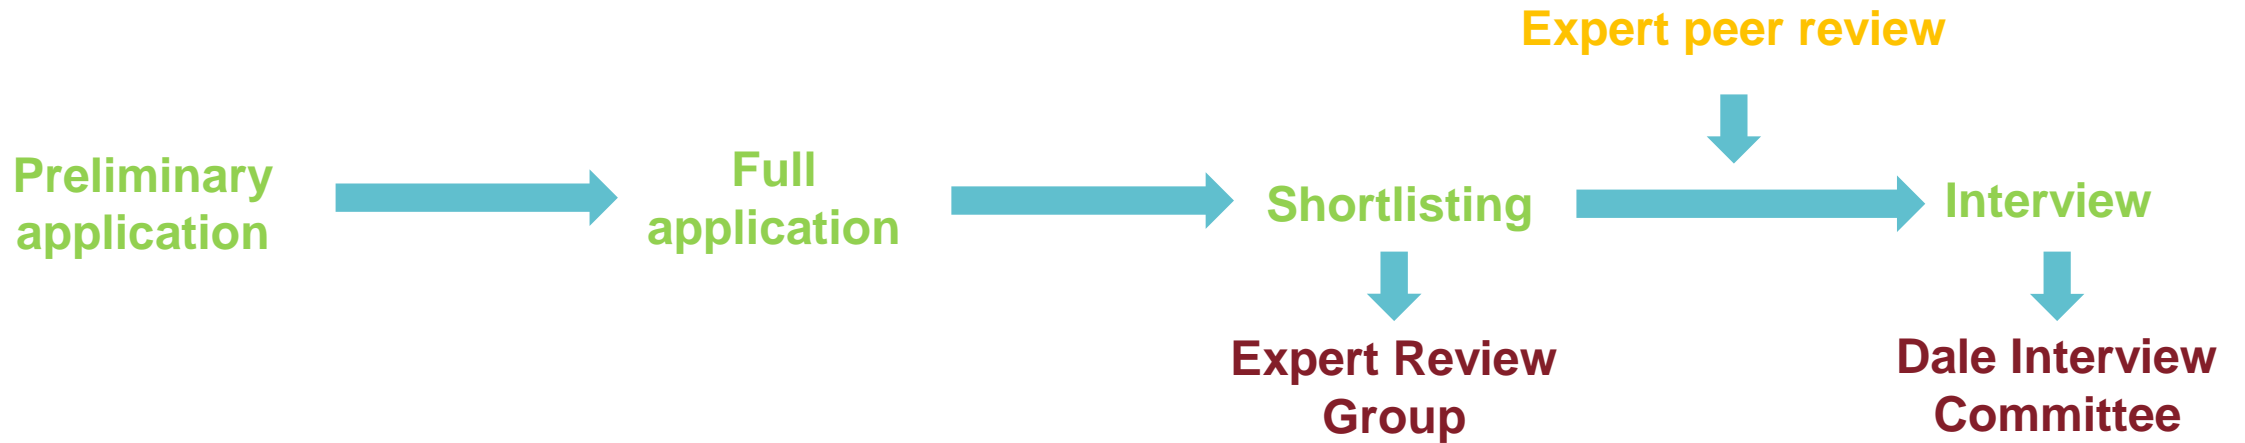 Expert peer review
Preliminary
application
Full
application
Shortlisting
Interview
Expert Review
Group
Dale Interview
Committee